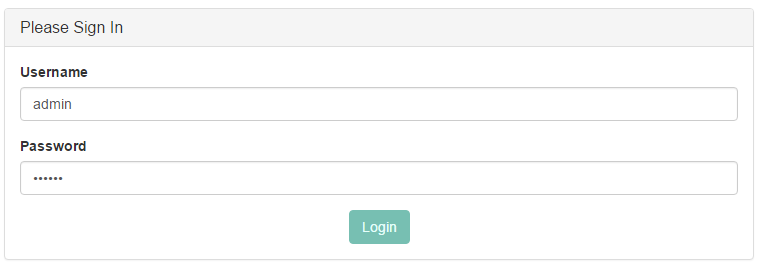 Please Sign In
Username
admin
Password
••••••
Login